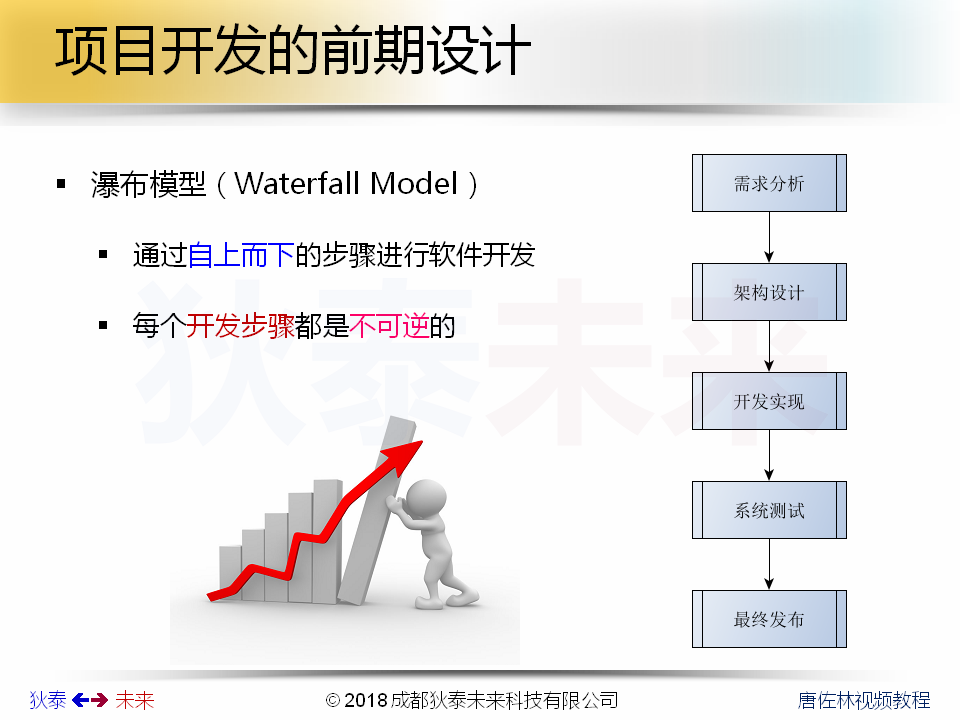 项目开发的前期设计
瀑布模型（Waterfall Model）
通过自上而下的步骤进行软件开发
每个开发步骤都是不可逆的
需求分析
架构设计
开发实现
系统测试
最终发布
狄泰未来
狄泰 未来
© 2018 成都狄泰未来科技有限公司
唐佐林视频教程